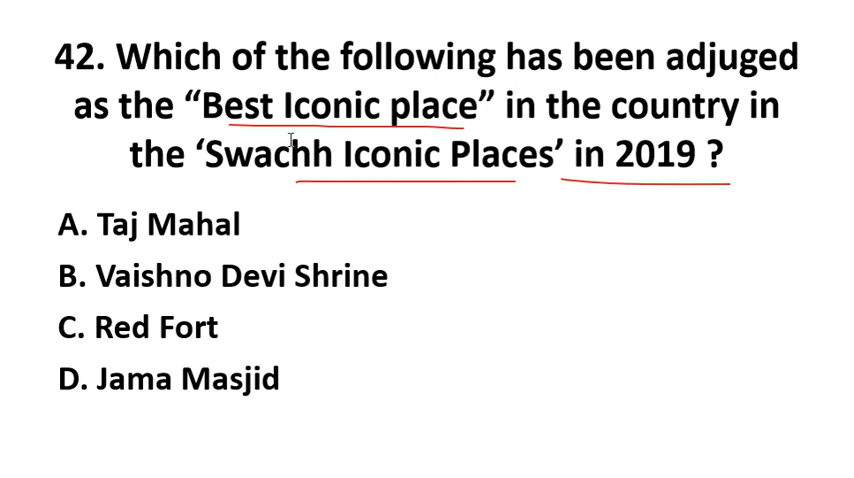 42. Which of the following has been adjuged
as the “Best Iconic place” in the country in
the ‘Swachh Iconic Places’ in 2019 ?
A. Taj Mahal
B. Vaishno Devi Shrine
C. Red Fort
D. Jama Masjid